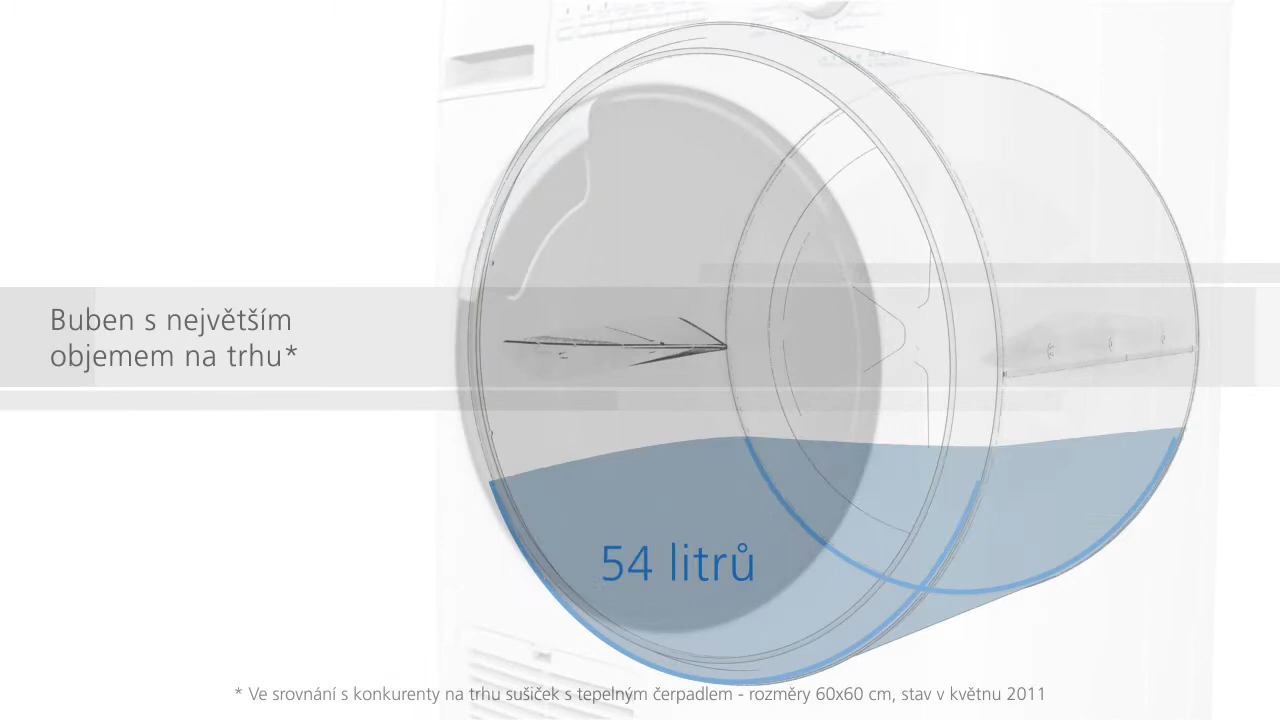 Buben s největším
objemem na trhu*
54 litrů
* Ve srovnání s konkurenty na trhu sušiček s tepelným čerpadlem - rozměry 60x60 cm, stav v květnu 2011